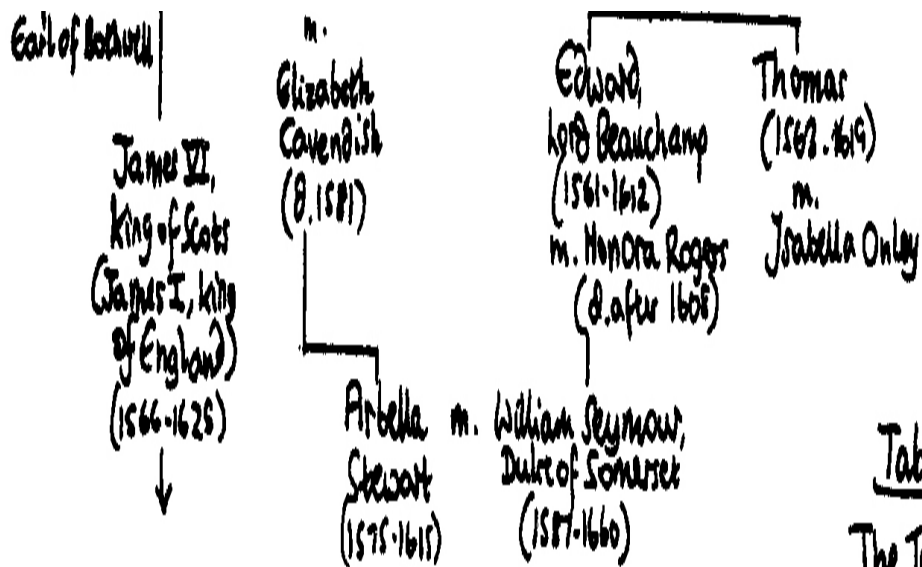 Earl of Bothwell
James VI,
King of Scots
(James I, king
of England)
(1566-1625)
m.
Elizabeth
Cavendish
(d. 1581)
Edward,
Lord Beauchamp
(1561-1612)
m. Honora Rogers
(d. after 1608)
Thomas
(1563-1619)
m.
Isabella Onley
Arbella m. William Seymour,
Stewart Duke of Somerset
(1575-1615) (1587-1660)
Tab
The T